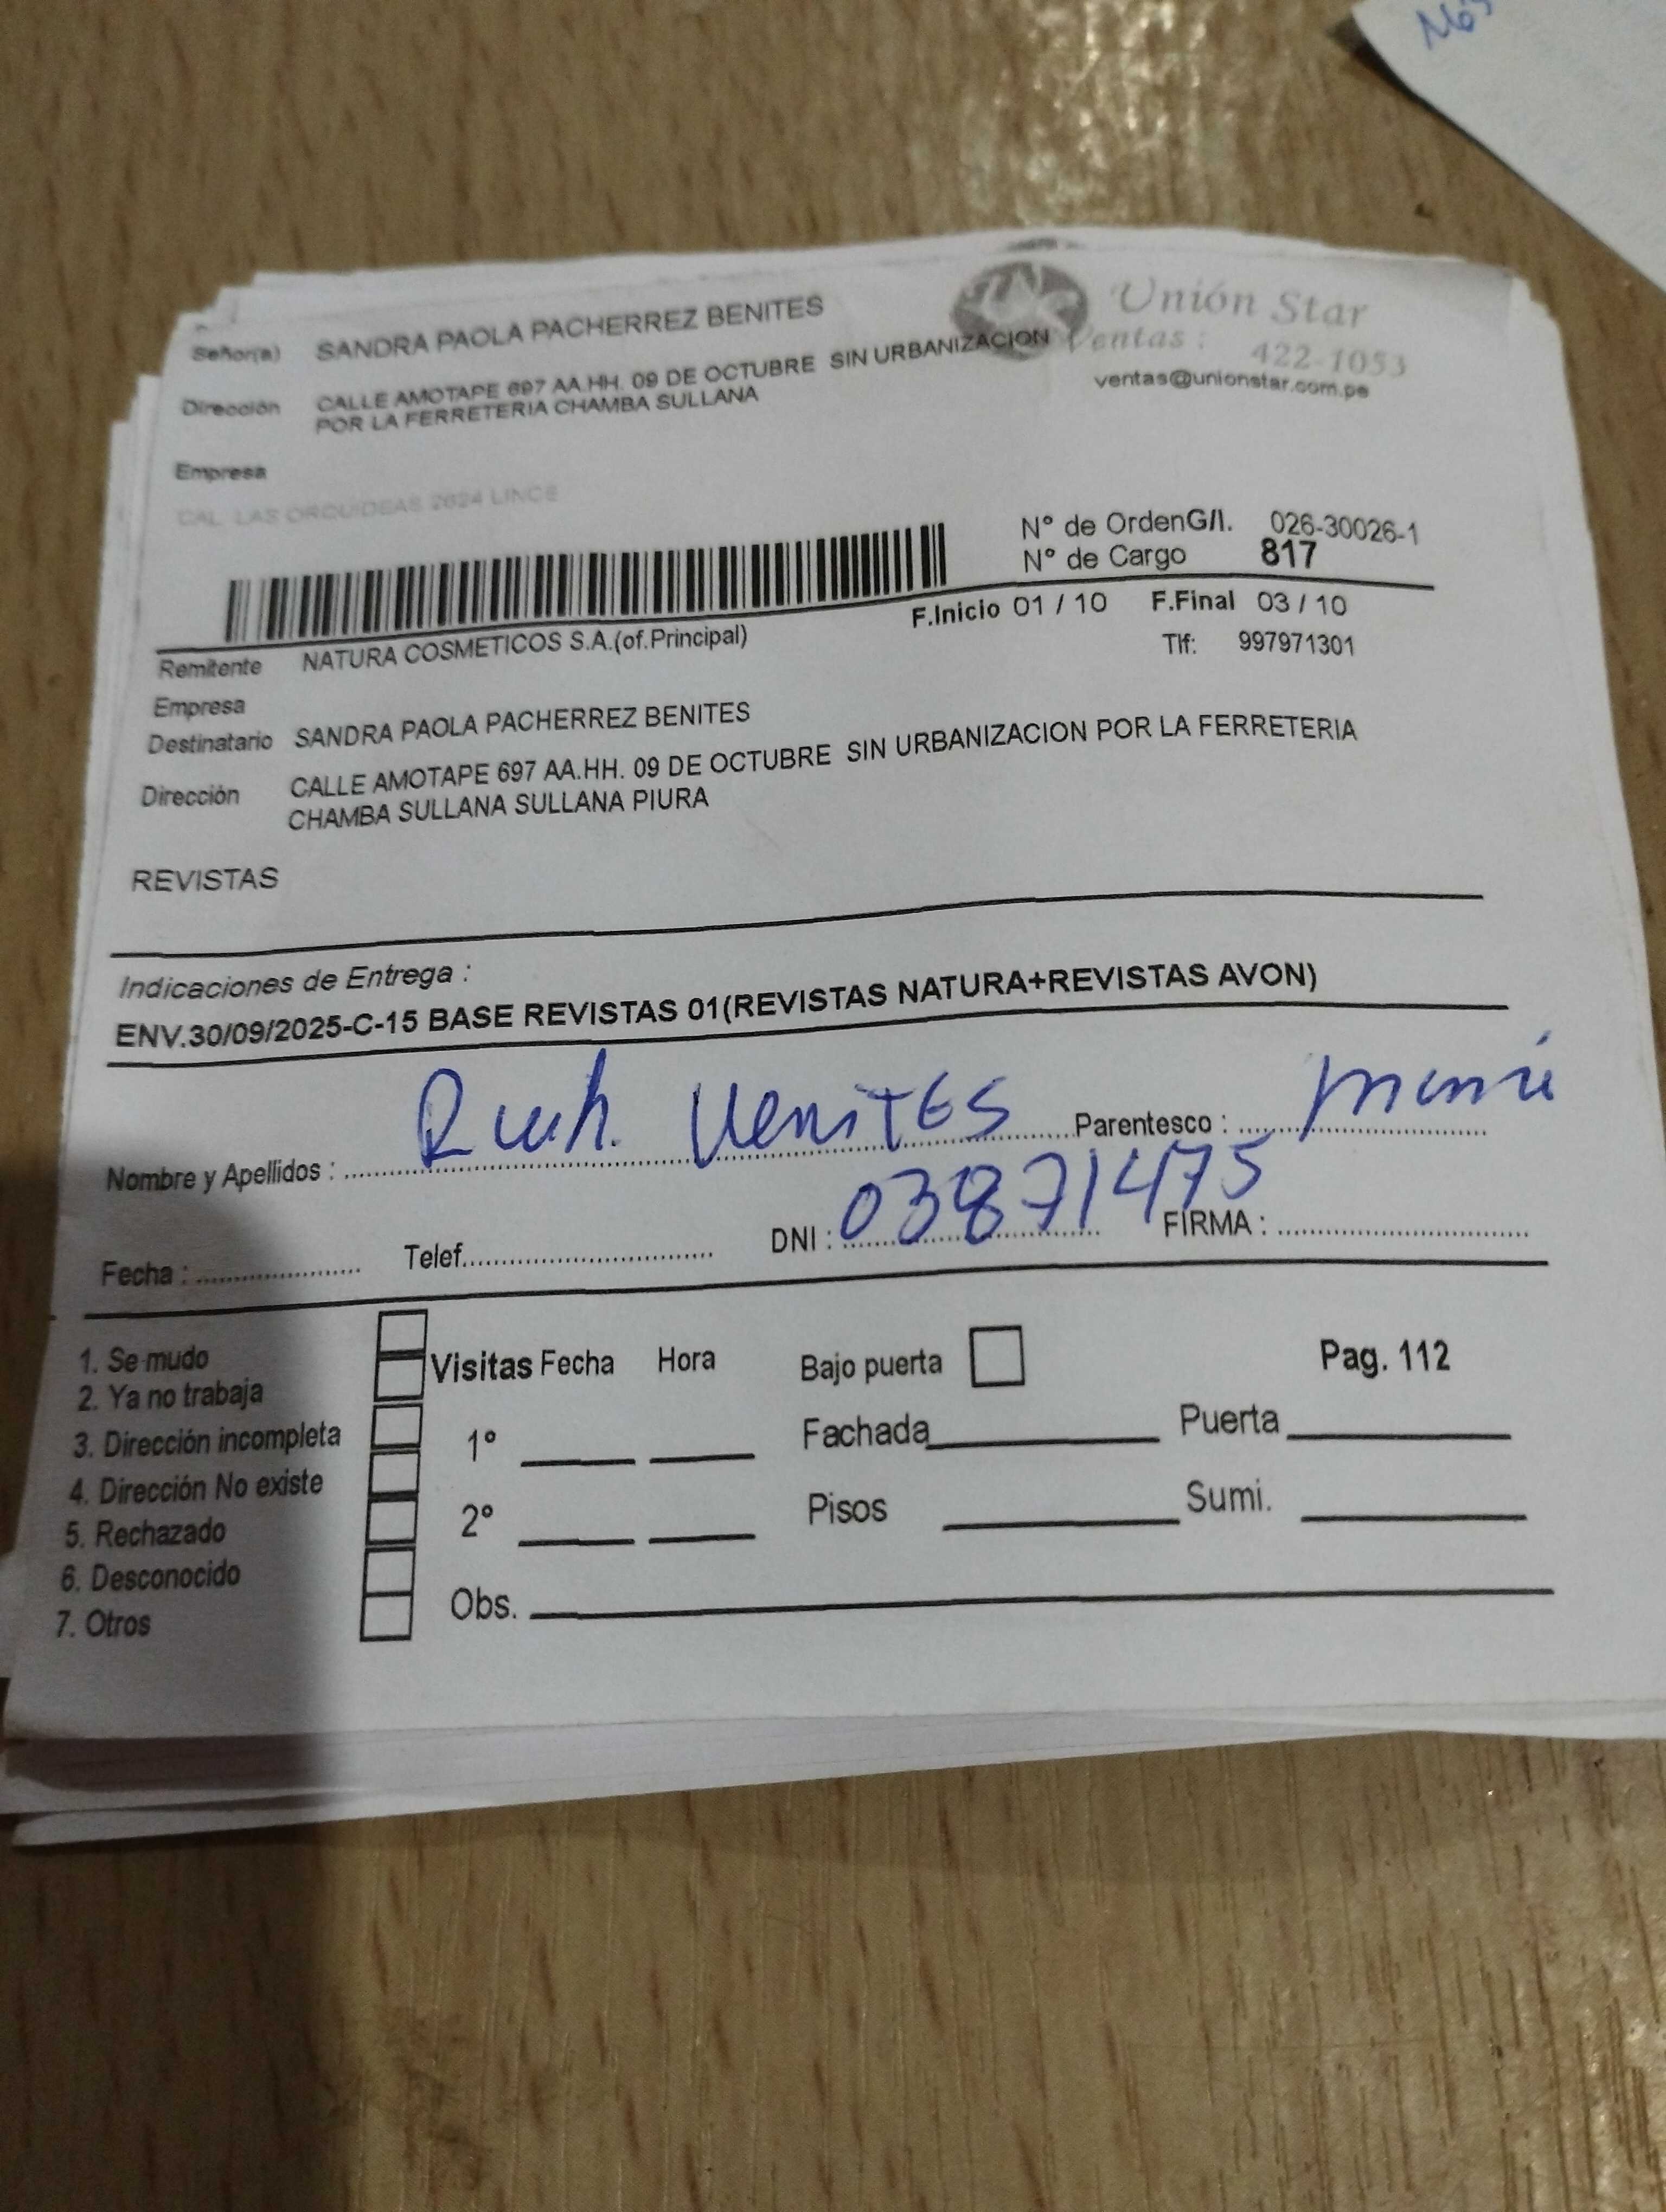 Unión Star
Señor(a) SANDRA PAOLA PACHERREZ BENITES
Ventas : 422-1053
Dirección CALLE AMOTAPE 697 AA.HH. 09 DE OCTUBRE SIN URBANIZACION
POR LA FERRETERIA CHAMBA SULLANA
ventas@unionstar.com.pe
Empresa
CAL LAS ORQUIDEAS 2624 LINCE
N° de OrdenG/I. 026-30026-1
N° de Cargo 817
F.Inicio 01 / 10 F.Final 03 / 10
Remitente NATURA COSMETICOS S.A.(of.Principal)
Tlf: 997971301
Empresa
Destinatario SANDRA PAOLA PACHERREZ BENITES
Dirección CALLE AMOTAPE 697 AA.HH. 09 DE OCTUBRE SIN URBANIZACION POR LA FERRETERIA
CHAMBA SULLANA SULLANA PIURA
REVISTAS
Indicaciones de Entrega :
ENV.30/09/2025-C-15 BASE REVISTAS 01(REVISTAS NATURA+REVISTAS AVON)
Nombre y Apellidos : VenitES Parentesco :
Fecha : Telef. DNI : 03871475 FIRMA :
1. Se mudo
2. Ya no trabaja
3. Dirección incompleta
4. Dirección No existe
5. Rechazado
6. Desconocido
7. Otros
Visitas Fecha Hora
1°
2°
Obs.
Bajo puerta
Fachada Puerta
Pisos Sumi.
Pag. 112